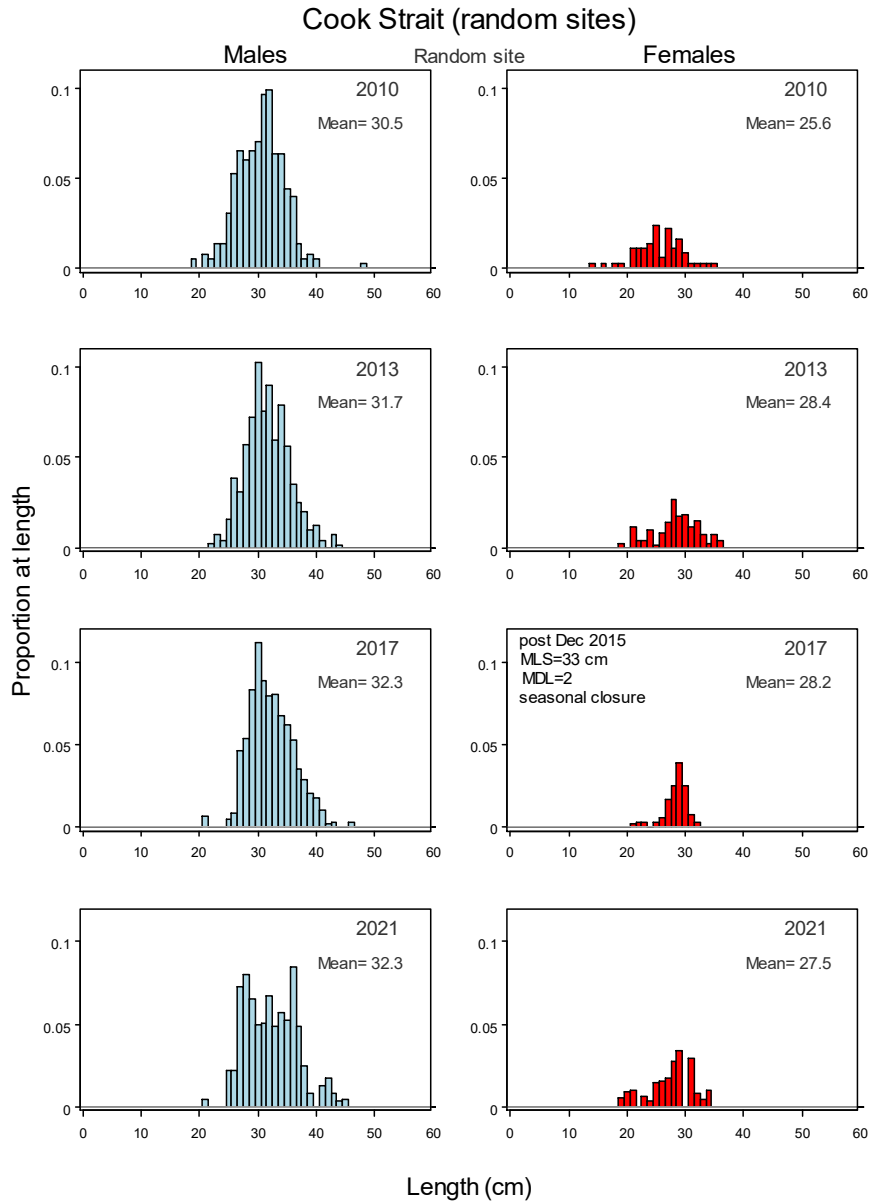 Cook Strait (random sites)
Males
Random site
Females
0.1
0.05
0
2010
Mean= 30.5
0 10 20 30 40 50 60
0.1
0.05
0
2010
Mean= 25.6
0 10 20 30 40 50 60
0.1
0.05
0
2013
Mean= 31.7
0 10 20 30 40 50 60
0.1
0.05
0
2013
Mean= 28.4
0 10 20 30 40 50 60
Proportion at length
0.1
0.05
0
2017
Mean= 32.3
0 10 20 30 40 50 60
0.1
0.05
0
post Dec 2015
MLS=33 cm
MDL=2
seasonal closure
2017
Mean= 28.2
0 10 20 30 40 50 60
0.1
0.05
0
2021
Mean= 32.3
0 10 20 30 40 50 60
0.1
0.05
0
2021
Mean= 27.5
0 10 20 30 40 50 60
Length (cm)